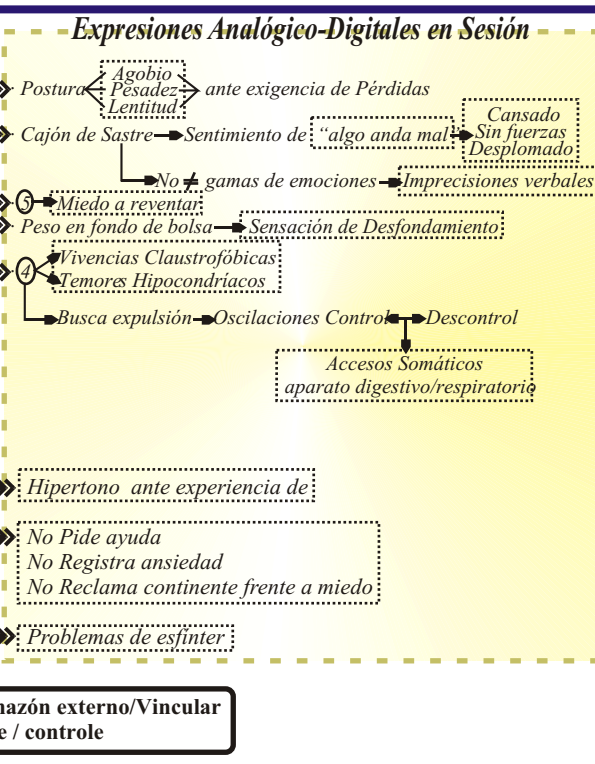 Expresiones Analógico-Digitales en Sesión
Agobio
Postura Pesadez ante exigencia de Pérdidas
Lentitud
Cansado
Cajón de Sastre Sentimiento de “algo anda mal” Sin fuerzas
Desplomado
No ≠ gamas de emociones Imprecisiones verbales
5 Miedo a reventar
Peso en fondo de bolsa Sensación de Desfondamiento
4 Vivencias Claustrofóbicas
Temores Hipocondríacos
Busca expulsión Oscilaciones Control Descontrol
Accesos Somáticos
aparato digestivo/respiratorio
Hipertono ante experiencia de
No Pide ayuda
No Registra ansiedad
No Reclama continente frente a miedo
Problemas de esfínter
mazón externo/Vincular
e / controle